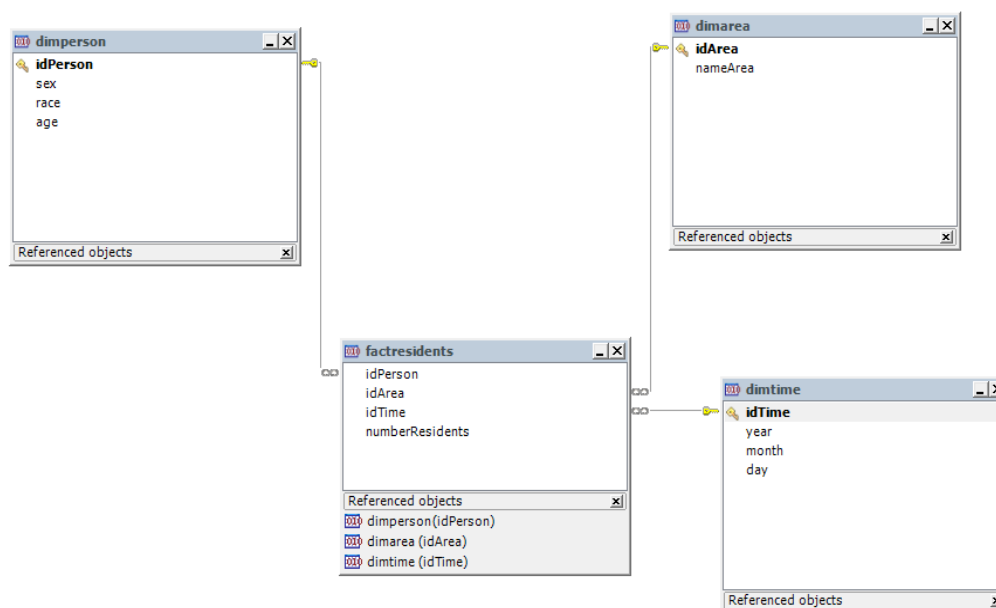 dimperson
idPerson
sex
race
age
Referenced objects
dimarea
idArea
nameArea
Referenced objects
factresidents
idPerson
idArea
idTime
numberResidents
Referenced objects
dimperson(idPerson)
dimarea (idArea)
dimtime (idTime)
dimtime
idTime
year
month
day
Referenced objects